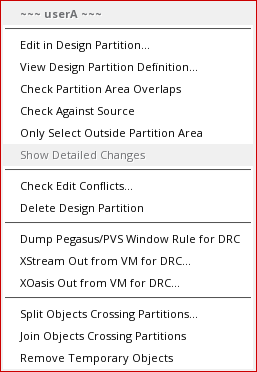 ~~~ userA ~~~
Edit in Design Partition...
View Design Partition Definition...
Check Partition Area Overlaps
Check Against Source
Only Select Outside Partition Area
Show Detailed Changes
Check Edit Conflicts...
Delete Design Partition
Dump Pegasus/PVS Window Rule for DRC
XStream Out from VM for DRC...
XOasis Out from VM for DRC...
Split Objects Crossing Partitions...
Join Objects Crossing Partitions
Remove Temporary Objects